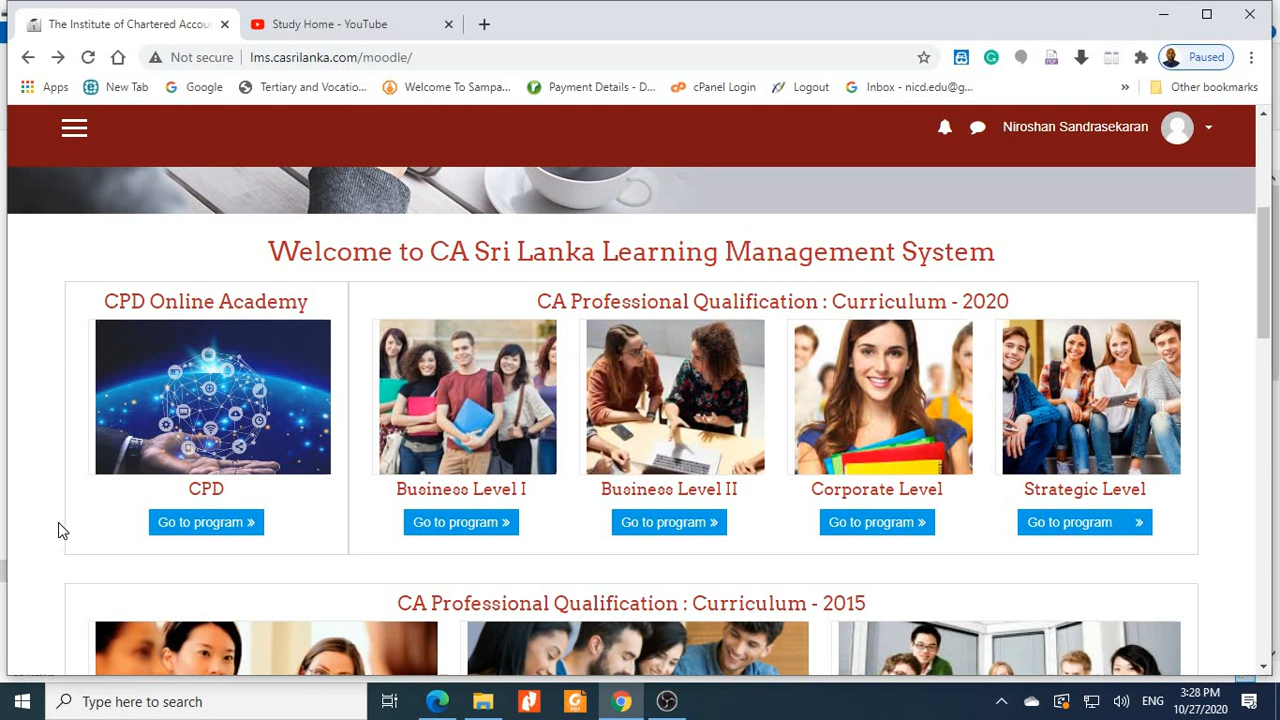 The Institute of Chartered Accou
Study Home - YouTube
Not secure
lms.casrilanka.com/moodle/
Paused
Apps
New Tab
Google
Tertiary and Vocatio...
Welcome To Sampa...
Payment Details - D...
cPanel Login
Logout
Inbox - nicd.edu@g...
»
Other bookmarks
Niroshan Sandrasekaran
Welcome to CA Sri Lanka Learning Management System
CPD Online Academy
CA Professional Qualification : Curriculum - 2020
CPD
Business Level I
Business Level II
Corporate Level
Strategic Level
Go to program »
Go to program »
Go to program »
Go to program »
Go to program »
CA Professional Qualification : Curriculum - 2015
Type here to search
ENG
3:28 PM
10/27/2020